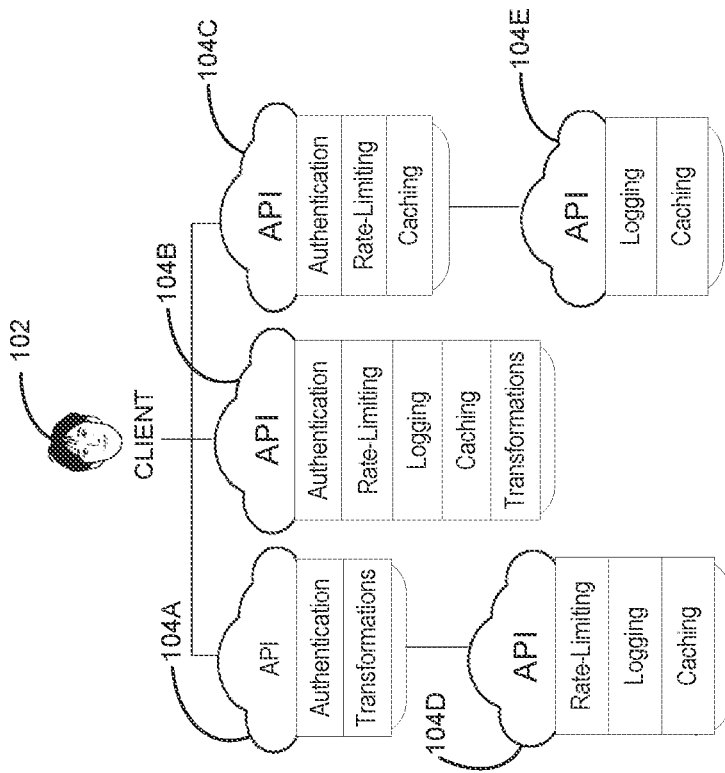 102
CLIENT
104A
API
Authentication
Transformations
104B
API
Authentication
Rate-Limiting
Logging
Caching
Transformations
104C
API
Authentication
Rate-Limiting
Caching
104D
API
Rate-Limiting
Logging
Caching
104E
API
Logging
Caching